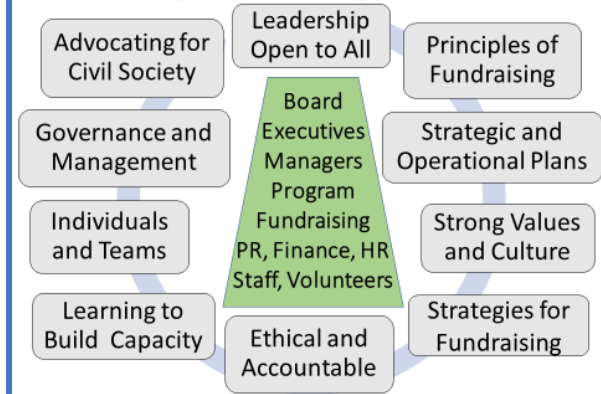 Leadership
Open to All
Principles of
Fundraising
Strategic and
Operational Plans
Strong Values
and Culture
Strategies for
Fundraising
Ethical and
Accountable
Learning to
Build Capacity
Individuals
and Teams
Governance and
Management
Advocating for
Civil Society
Board
Executives
Managers
Program
Fundraising
PR, Finance, HR
Staff, Volunteers